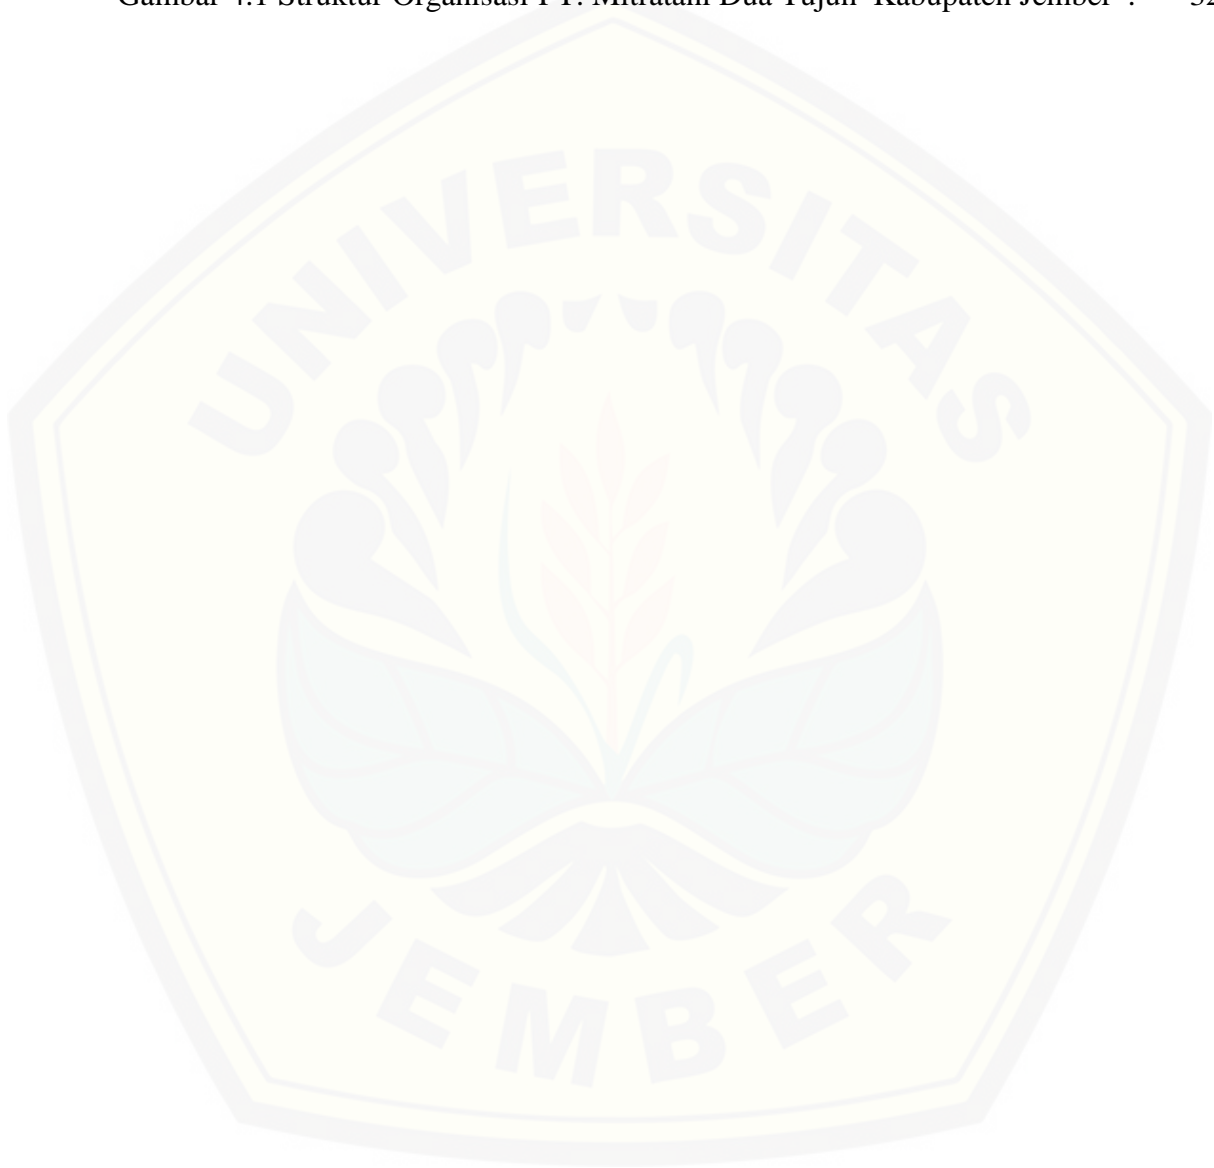 Gambar 4.1 Struktur Organisasi PT. Mitratani Dua Tujuh Kabupaten Jember . 32
UNIVERSITAS
JEMBER